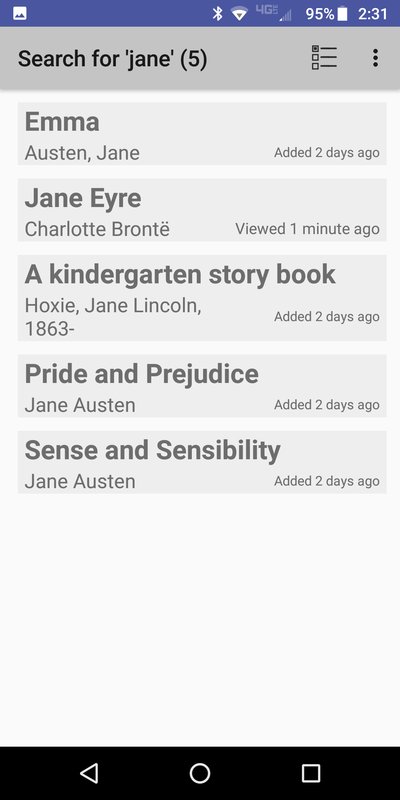 4G 95% 2:31
Search for 'jane' (5)
Emma
Austen, Jane Added 2 days ago
Jane Eyre
Charlotte Brontë Viewed 1 minute ago
A kindergarten story book
Hoxie, Jane Lincoln,
1863- Added 2 days ago
Pride and Prejudice
Jane Austen Added 2 days ago
Sense and Sensibility
Jane Austen Added 2 days ago